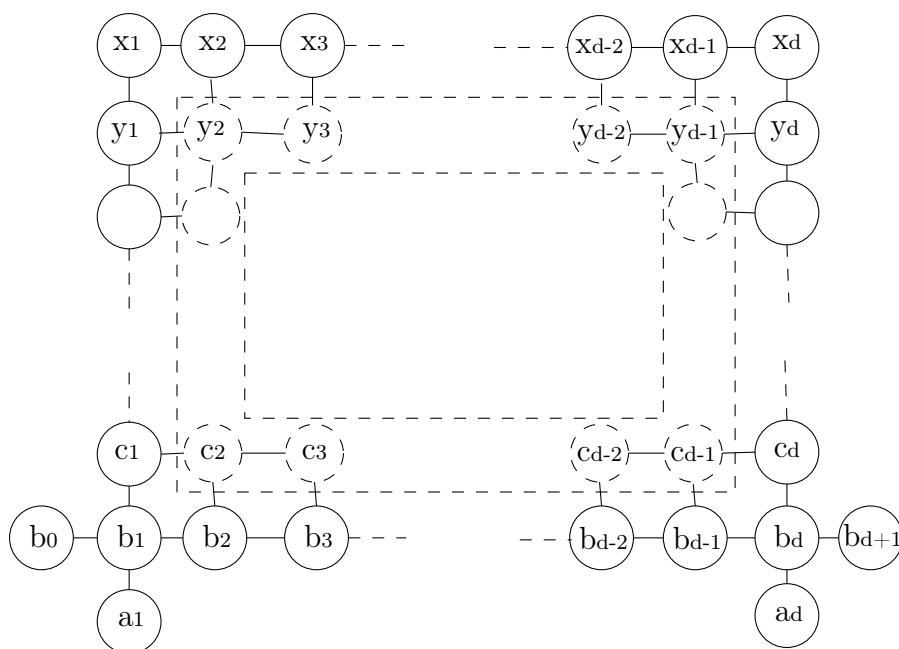 x1 x2 x3 xd-2 xd-1 xd
y1 y2 y3 yd-2 yd-1 yd
c1 c2 c3 cd-2 cd-1 cd
b0 b1 b2 b3 bd-2 bd-1 bd bd+1
a1 ad